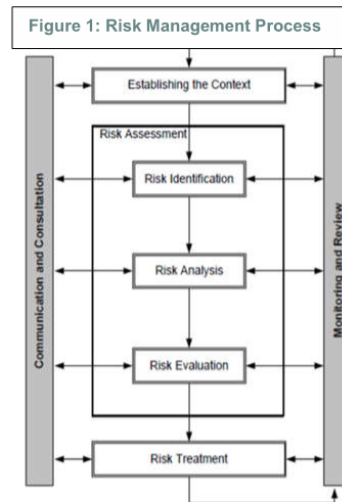 Figure 1: Risk Management Process
Establishing the Context
Risk Assessment
Risk Identification
Risk Analysis
Risk Evaluation
Risk Treatment
Communication and Consultation
Monitoring and Review